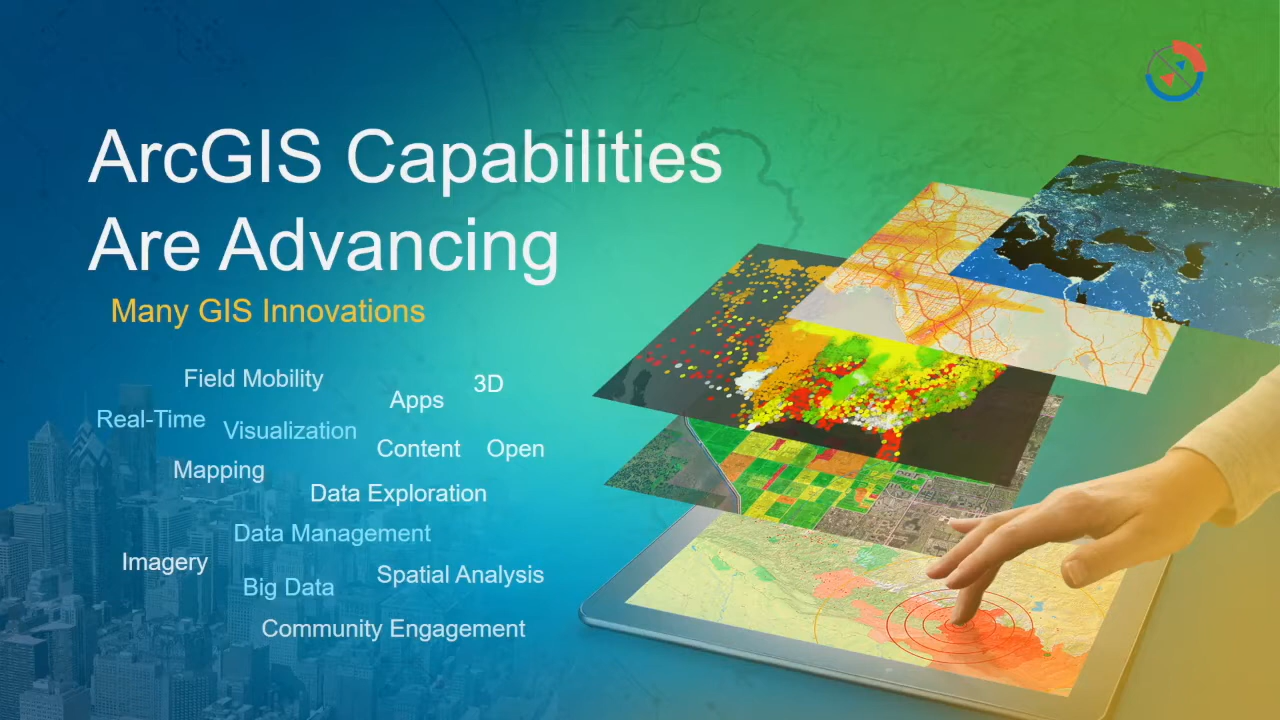 ArcGIS Capabilities
Are Advancing
Many GIS Innovations
Field Mobility
Apps
3D
Real-Time
Visualization
Content
Open
Mapping
Data Exploration
Data Management
Imagery
Big Data
Spatial Analysis
Community Engagement